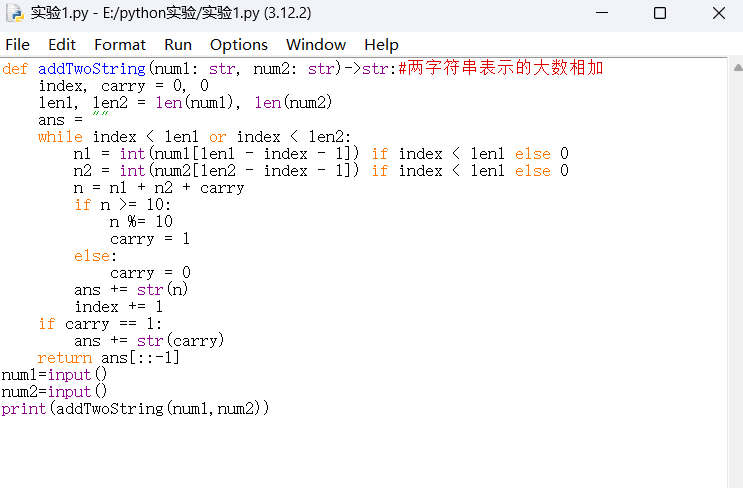 实验1.py - E:/python实验/实验1.py (3.12.2)
File Edit Format Run Options Window Help
def addTwoString(num1: str, num2: str)->str:#两字符串表示的大数相加
    index, carry = 0, 0
    len1, len2 = len(num1), len(num2)
    ans = ""
    while index < len1 or index < len2:
        n1 = int(num1[len1 - index - 1]) if index < len1 else 0
        n2 = int(num2[len2 - index - 1]) if index < len1 else 0
        n = n1 + n2 + carry
        if n >= 10:
            n %= 10
            carry = 1
        else:
            carry = 0
        ans += str(n)
        index += 1
    if carry == 1:
        ans += str(carry)
    return ans[::-1]
num1=input()
num2=input()
print(addTwoString(num1,num2))